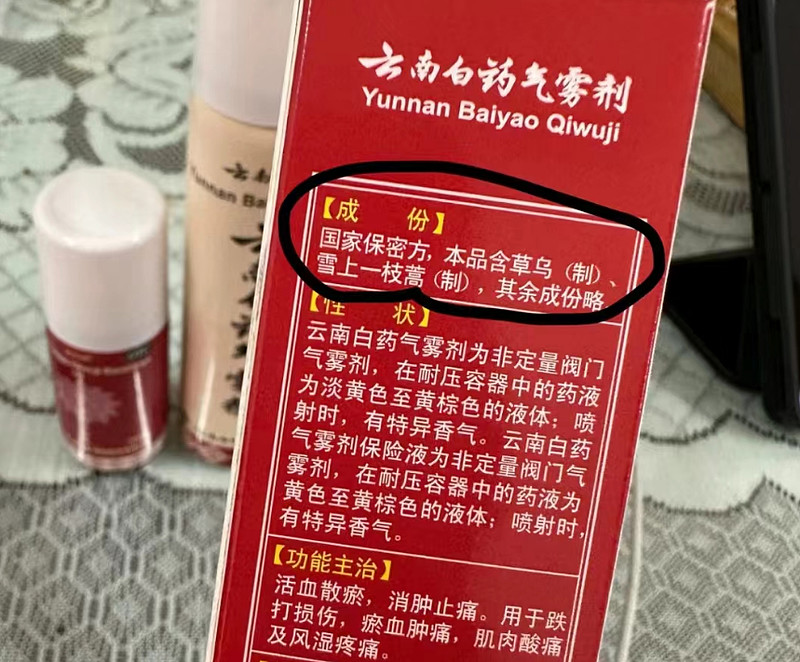 云南白药气雾剂
Yunnan Baiyao Qiwuji
【成　份】
国家保密方，本品含草乌（制）、
雪上一枝蒿（制），其余成份略
【性　状】
云南白药气雾剂为非定量阀门
气雾剂，在耐压容器中的药液
为淡黄色至黄棕色的液体；喷
射时，有特异香气。云南白药
气雾剂保险液为非定量阀门气
雾剂，在耐压容器中的药液为
黄色至黄棕色的液体；喷射时，
有特异香气。
【功能主治】
活血散瘀，消肿止痛。用于跌
打损伤，瘀血肿痛，肌肉酸痛
及风湿疼痛。